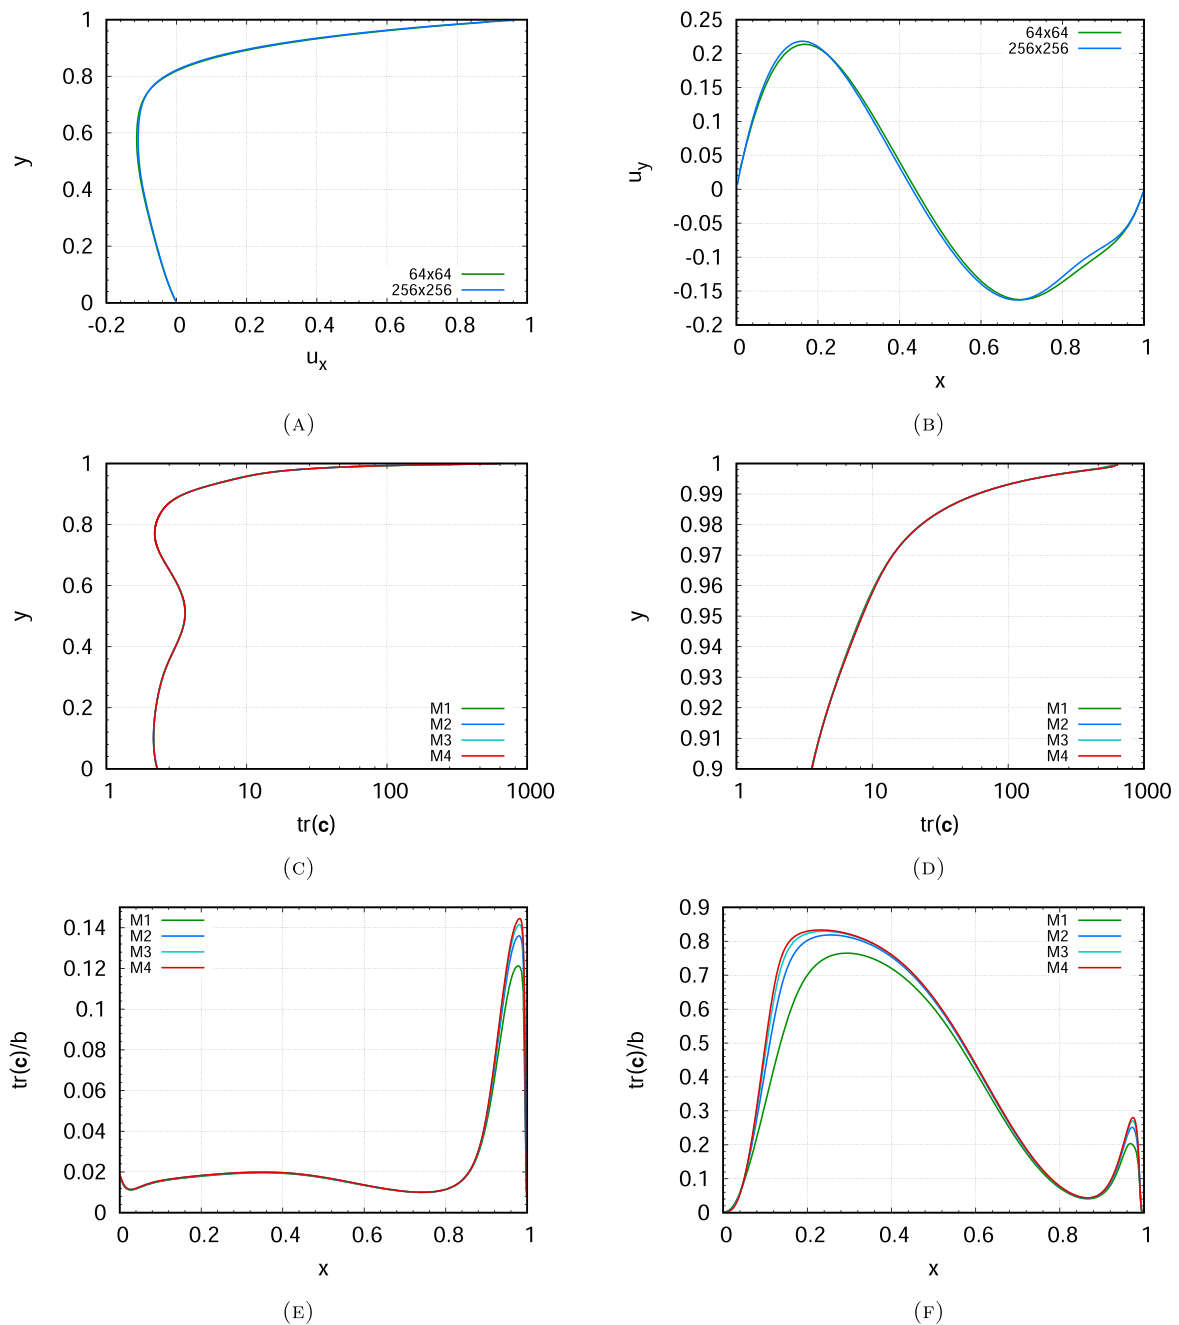 1
0.8
0.6
0.4
0.2
0
y
64x64
256x256
-0.2
0
0.2
0.4
0.6
0.8
1
u_x
(A)
0.25
0.2
0.15
0.1
0.05
0
-0.05
-0.1
-0.15
-0.2
u_y
64x64
256x256
0
0.2
0.4
0.6
0.8
1
x
(B)
1
0.8
0.6
0.4
0.2
0
y
M1
M2
M3
M4
1
10
100
1000
tr(c)
(C)
1
0.99
0.98
0.97
0.96
0.95
0.94
0.93
0.92
0.91
0.9
y
M1
M2
M3
M4
1
10
100
1000
tr(c)
(D)
0.14
0.12
0.1
0.08
0.06
0.04
0.02
0
tr(c)/b
M1
M2
M3
M4
0
0.2
0.4
0.6
0.8
1
x
(E)
0.9
0.8
0.7
0.6
0.5
0.4
0.3
0.2
0.1
0
tr(c)/b
M1
M2
M3
M4
0
0.2
0.4
0.6
0.8
1
x
(F)